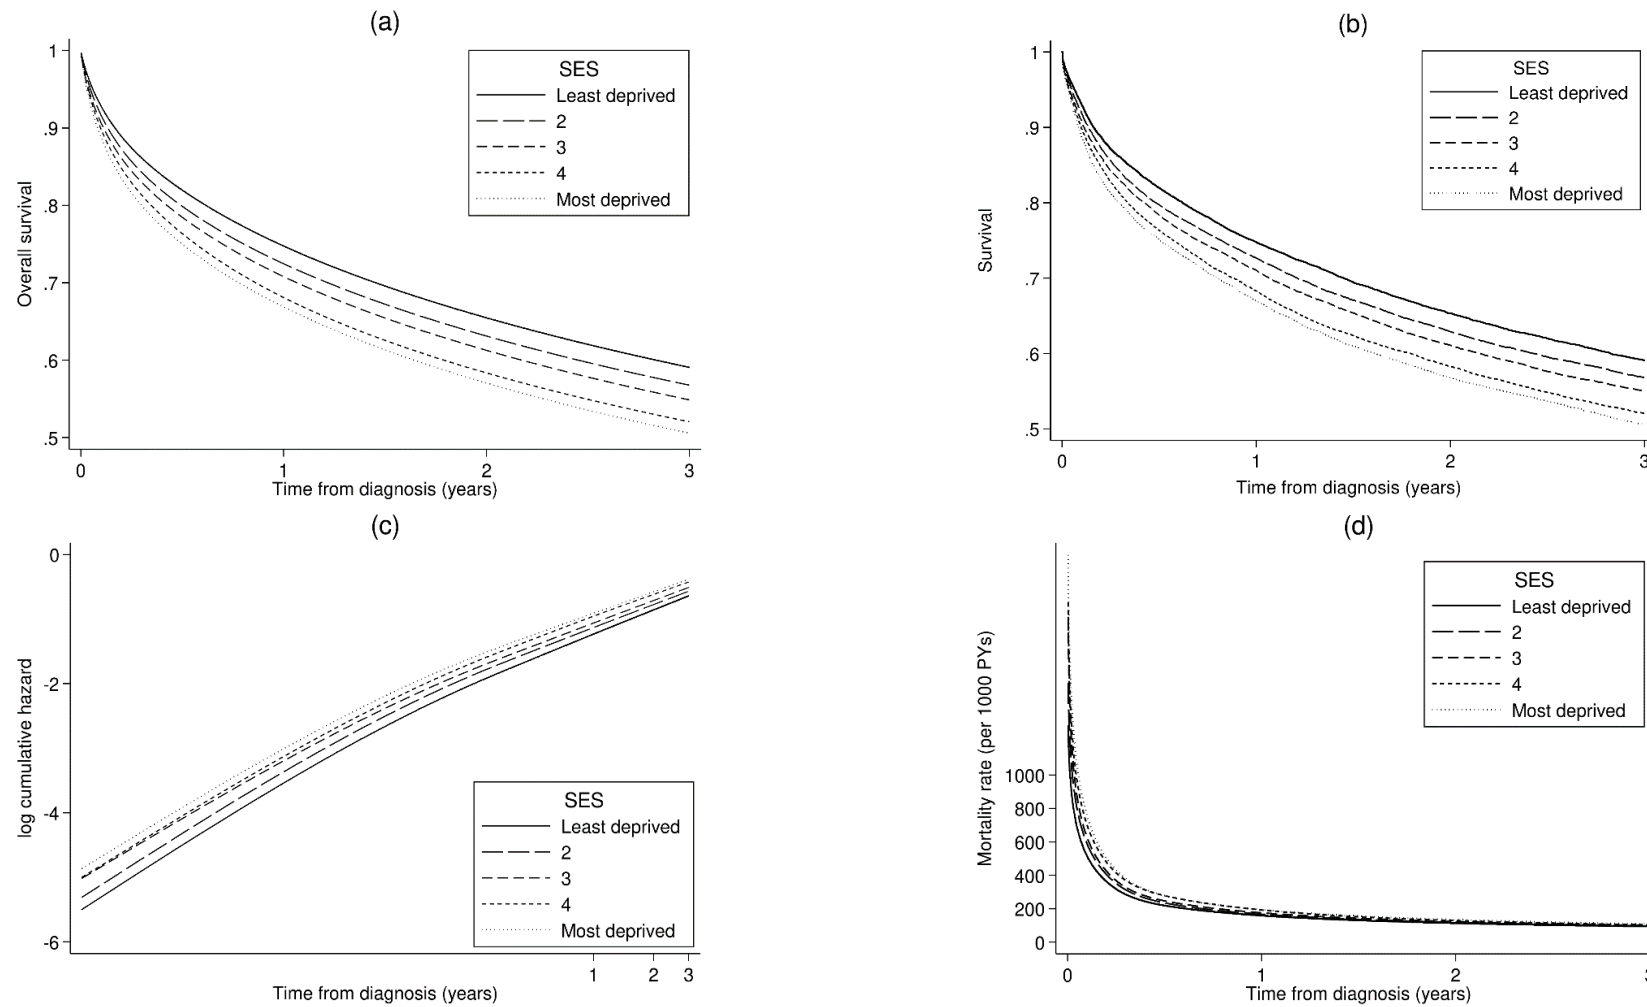 (a)
Overall survival
1
.9
.8
.7
.6
.5
0 1 2 3
Time from diagnosis (years)
SES
Least deprived
2
3
4
Most deprived
(b)
Survival
1
.9
.8
.7
.6
.5
0 1 2 3
Time from diagnosis (years)
SES
Least deprived
2
3
4
Most deprived
(c)
log cumulative hazard
0
-2
-4
-6
1 2 3
Time from diagnosis (years)
SES
Least deprived
2
3
4
Most deprived
(d)
Mortality rate (per 1000 PYs)
1000
800
600
400
200
0
0 1 2 3
Time from diagnosis (years)
SES
Least deprived
2
3
4
Most deprived